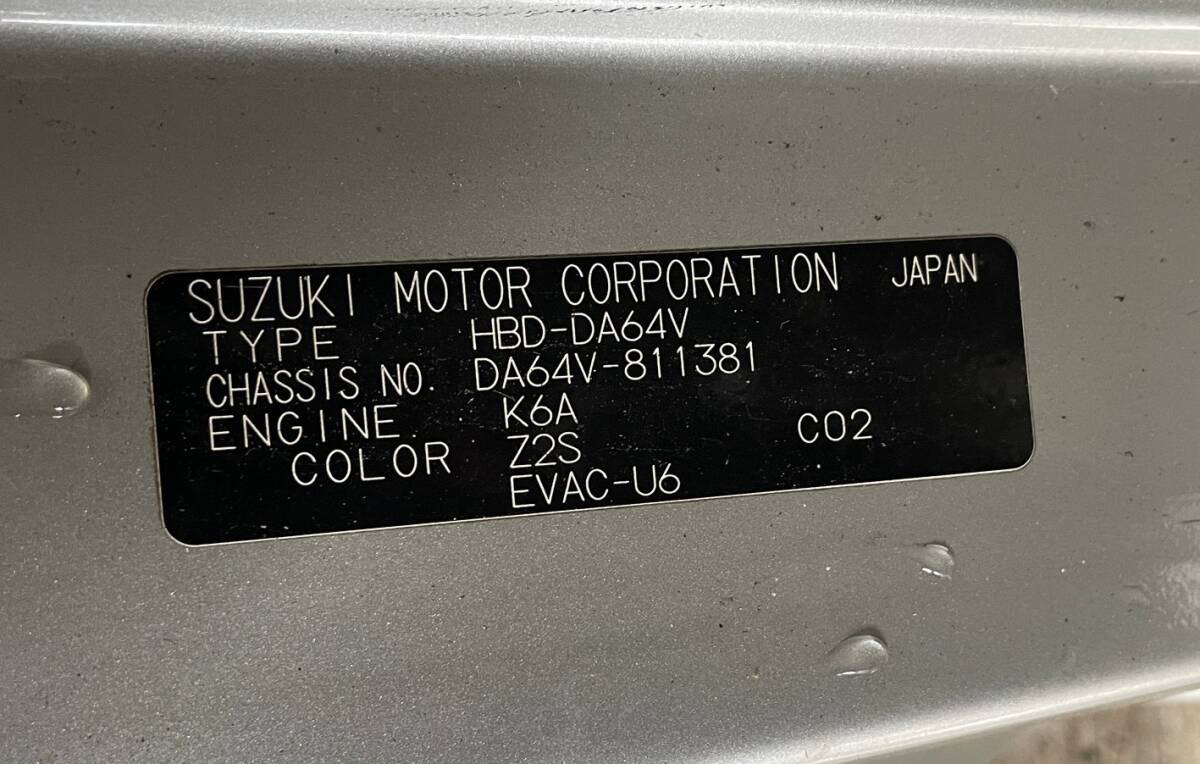 SUZUKI MOTOR CORPORATION JAPAN
TYPE HBD-DA64V
CHASSIS NO. DA64V-811381
ENGINE K6A
COLOR Z2S C02
EVAC-U6